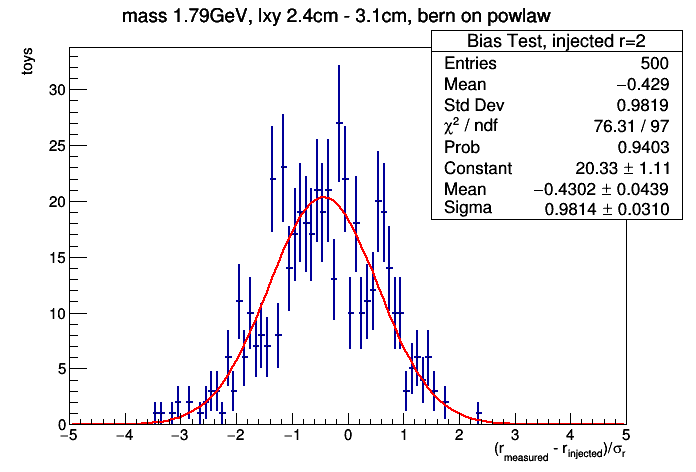 mass 1.79GeV, lxy 2.4cm - 3.1cm, bern on powlaw
Bias Test, injected r=2
Entries 500
Mean −0.429
Std Dev 0.9819
χ² / ndf 76.31 / 97
Prob 0.9403
Constant 20.33 ± 1.11
Mean −0.4302 ± 0.0439
Sigma 0.9814 ± 0.0310
toys
30
25
20
15
10
5
0
−5 −4 −3 −2 −1 0 1 2 3 4 5
(r_measured - r_injected)/σ_r